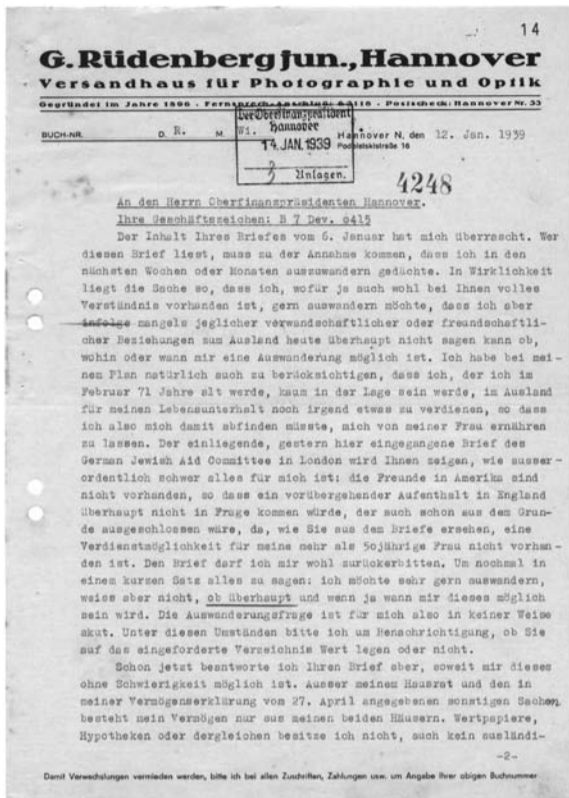 14
G. Rüdenberg jun., Hannover
Versandhaus für Photographie und Optik
Gegründet im Jahre 1896 - Fernsprech-Anschluß - Postscheck: Hannover Nr. 33
Der Oberfinanzpräsident
Hannover
14. JAN. 1939
Anlagen.
BUCH-NR. D. R. M. Wi. Hannover N, den 12. Jan. 1939
Podbielskistraße 16
4248
An den Herrn Oberfinanzpräsidenten Hannover.
Ihre Geschäftszeichen: B 7 Dev. 0415
Der Inhalt Ihres Briefes vom 6. Januar hat mich überrascht. Wer
diesen Brief liest, muss zu der Annahme kommen, dass ich in den
nächsten Wochen oder Monaten auszuwandern gedächte. In Wirklichkeit
liegt die Sache so, dass ich, wofür ja auch wohl bei Ihnen volles
Verständnis vorhanden ist, gern auswandern möchte, dass ich aber
infolge mangels jeglicher verwandschaftlicher oder freundschaftli-
cher Beziehungen zum Ausland heute überhaupt nicht sagen kann ob,
wohin oder wann mir eine Auswanderung möglich ist. Ich habe bei mei-
nem Plan natürlich auch zu berücksichtigen, dass ich, der ich im
Februar 71 Jahre alt werde, kaum in der Lage sein werde, im Ausland
für meinen Lebensunterhalt noch irgend etwas zu verdienen, so dass
ich also mich damit abfinden müsste, mich von meiner Frau ernähren
zu lassen. Der einliegende, gestern hier eingegangene Brief des
German Jewish Aid Committee in London wird Ihnen zeigen, wie ausser-
ordentlich schwer alles für mich ist: die Freunde in Amerika sind
nicht vorhanden, so dass ein vorübergehender Aufenthalt in England
überhaupt nicht in Frage kommen würde, der auch schon aus dem Grun-
de ausgeschlossen wäre, da, wie Sie aus dem Briefe ersehen, eine
Verdienstmöglichkeit für meine mehr als 50jährige Frau nicht vorhan-
den ist. Den Brief darf ich mir wohl zurückerbitten. Um nochmal in
einem kurzen Satz alles zu sagen: ich möchte sehr gern auswandern,
weiss aber nicht, ob überhaupt und wenn ja wann mir dieses möglich
sein wird. Die Auswanderungsfrage ist für mich also in keiner Weise
akut. Unter diesen Umständen bitte ich um Benachrichtigung, ob Sie
auf das eingeforderte Verzeichnis Wert legen oder nicht.
Schon jetzt beantworte ich Ihren Brief aber, soweit mir dieses
ohne Schwierigkeit möglich ist. Ausser meinem Hausrat und den in
meiner Vermögenserklärung vom 27. April angegebenen sonstigen Sachen
besteht mein Vermögen nur aus meinen beiden Häusern. Wertpapiere,
Hypotheken oder dergleichen besitze ich nicht, auch kein ausländi-
-2-
Damit Verwechslungen vermieden werden, bitte ich bei allen Zuschriften, Zahlungen usw. um Angabe Ihrer obigen Buchnummer